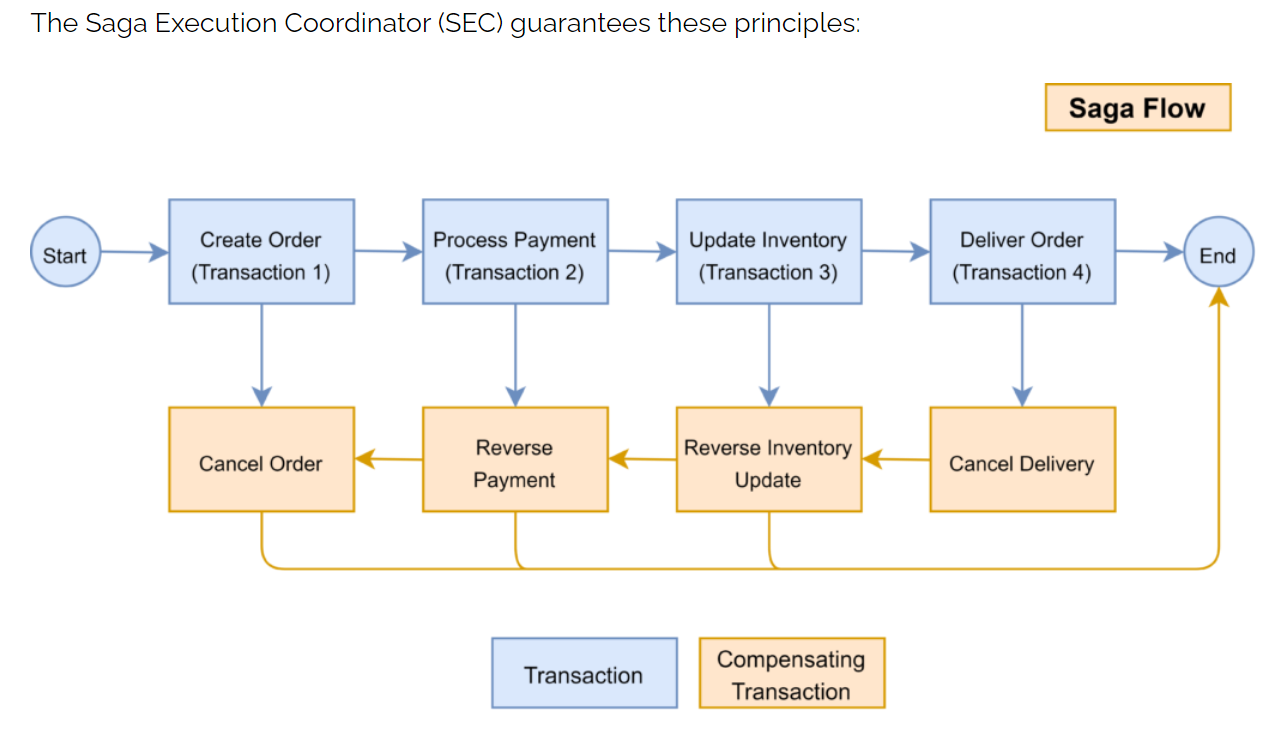 The Saga Execution Coordinator (SEC) guarantees these principles:
Saga Flow
Start
Create Order
(Transaction 1)
Process Payment
(Transaction 2)
Update Inventory
(Transaction 3)
Deliver Order
(Transaction 4)
End
Cancel Order
Reverse
Payment
Reverse Inventory
Update
Cancel Delivery
Transaction
Compensating
Transaction